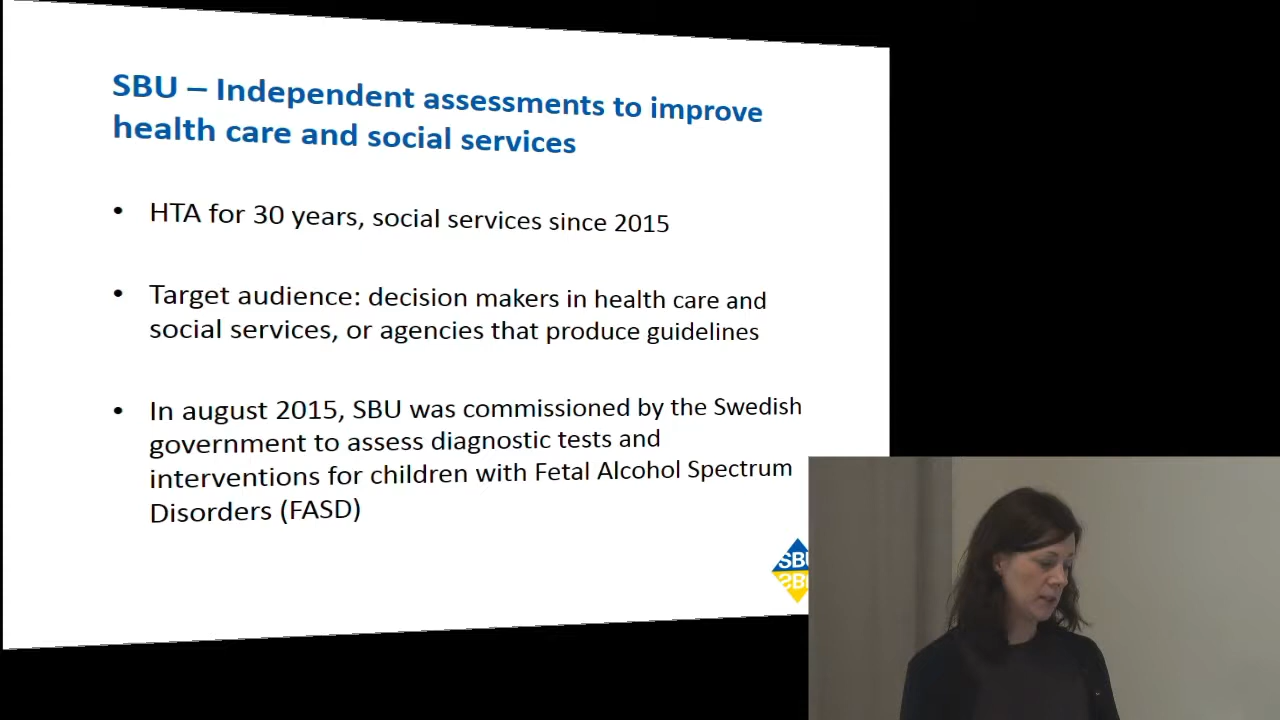 SBU – Independent assessments to improve
health care and social services
• HTA for 30 years, social services since 2015
• Target audience: decision makers in health care and
social services, or agencies that produce guidelines
• In august 2015, SBU was commissioned by the Swedish
government to assess diagnostic tests and
interventions for children with Fetal Alcohol Spectrum
Disorders (FASD)
SBU